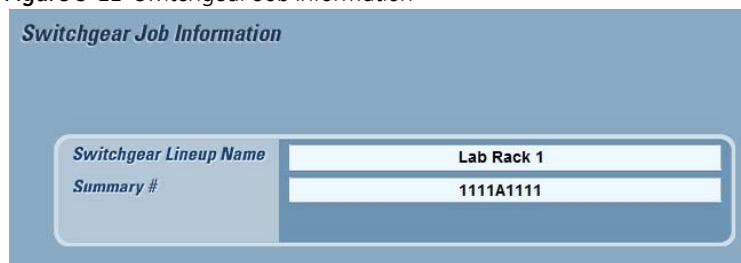 Switchgear Job Information
Switchgear Lineup Name Lab Rack 1
Summary # 1111A1111